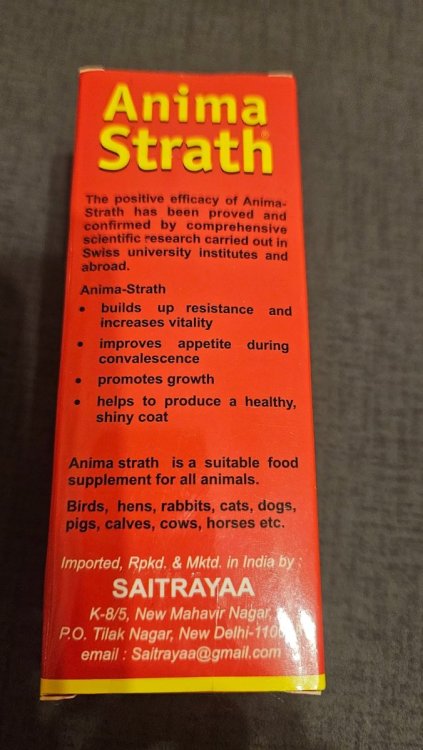 Anima
Strath®
The positive efficacy of Anima-
Strath has been proved and
confirmed by comprehensive
scientific research carried out in
Swiss university institutes and
abroad.
Anima-Strath
• builds up resistance and
increases vitality
• improves appetite during
convalescence
• promotes growth
• helps to produce a healthy,
shiny coat
Anima strath is a suitable food
supplement for all animals.
Birds, hens, rabbits, cats, dogs,
pigs, calves, cows, horses etc.
Imported, Rpkd. & Mktd. in India by :
SAITRAYAA
K-8/5, New Mahavir Nagar,
P.O. Tilak Nagar, New Delhi-
email : Saitrayaa@gmail.com